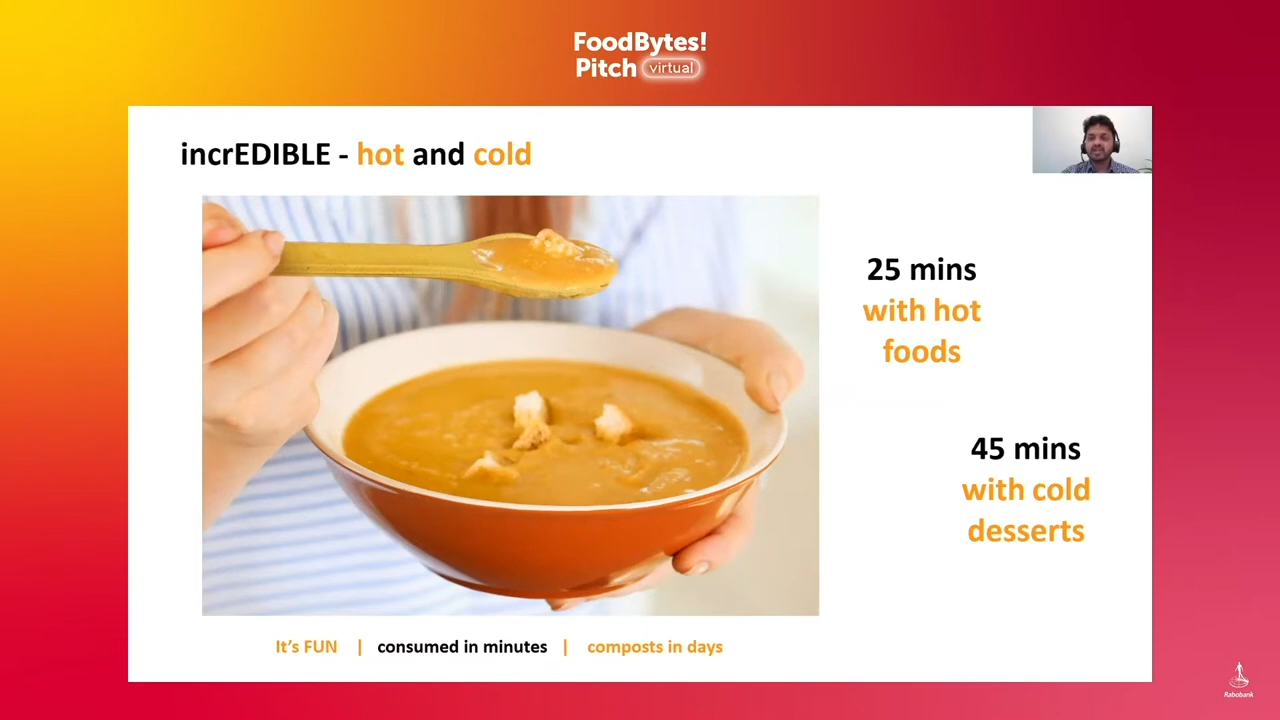 FoodBytes!
Pitch virtual
incrEDIBLE - hot and cold
25 mins
with hot
foods
45 mins
with cold
desserts
It's FUN | consumed in minutes | composts in days
Rabobank